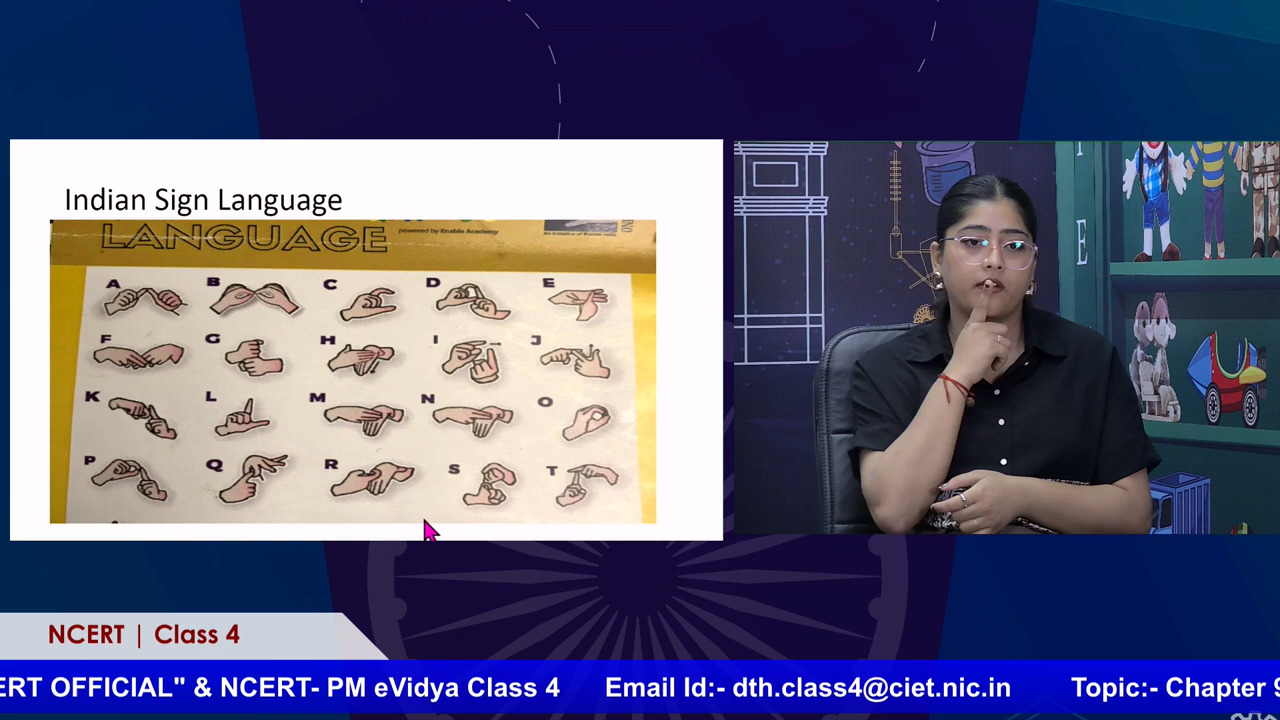 Indian Sign Language
LANGUAGE
powered by Enable Academy
A B C D E
F G H I J
K L M N O
P Q R S T
E
NCERT | Class 4
ERT OFFICIAL" & NCERT- PM eVidya Class 4 Email Id:- dth.class4@ciet.nic.in Topic:- Chapter 9